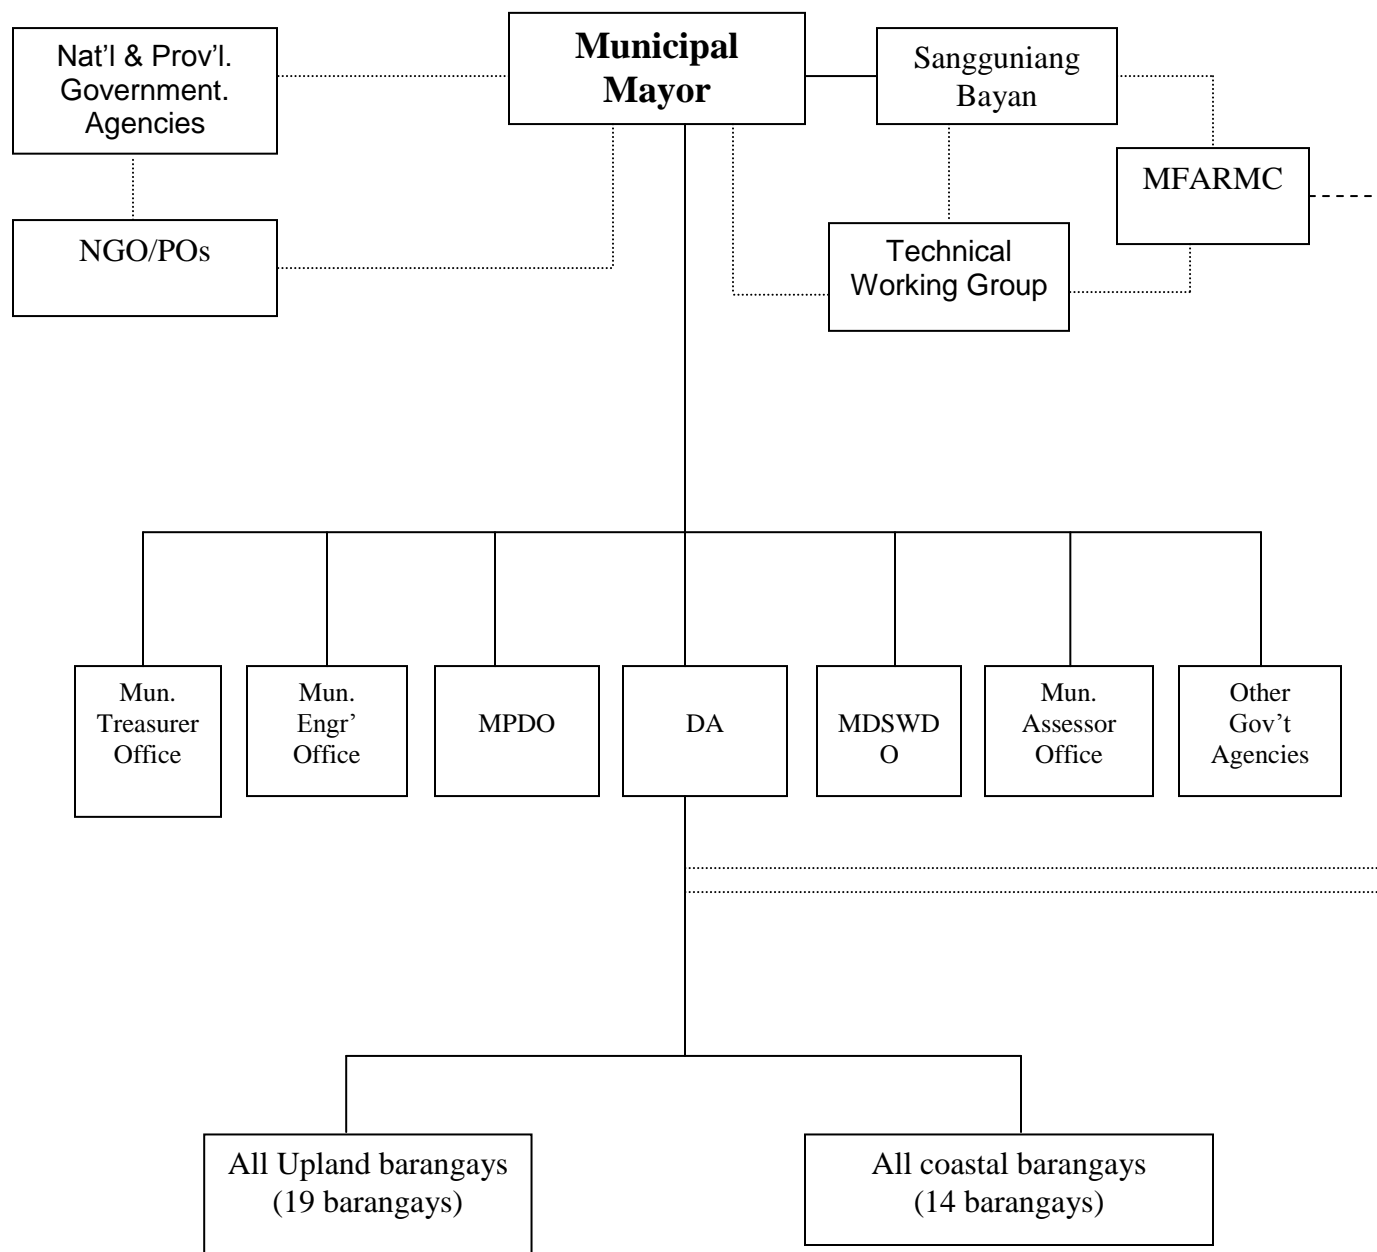 Nat'l & Prov'l.
Government.
Agencies
Municipal
Mayor
Sangguniang
Bayan
MFARMC
NGO/POs
Technical
Working Group
Mun.
Treasurer
Office
Mun.
Engr’
Office
MPDO
DA
MDSWD
O
Mun.
Assessor
Office
Other
Gov’t
Agencies
All Upland barangays
(19 barangays)
All coastal barangays
(14 barangays)